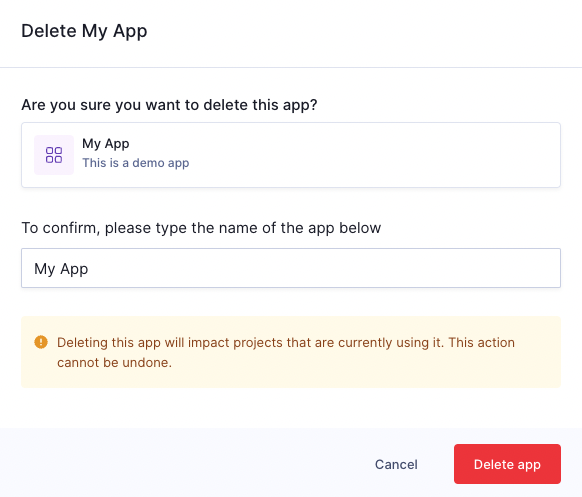 Delete My App
Are you sure you want to delete this app?
My App
This is a demo app
To confirm, please type the name of the app below
My App
Deleting this app will impact projects that are currently using it. This action
cannot be undone.
Cancel
Delete app